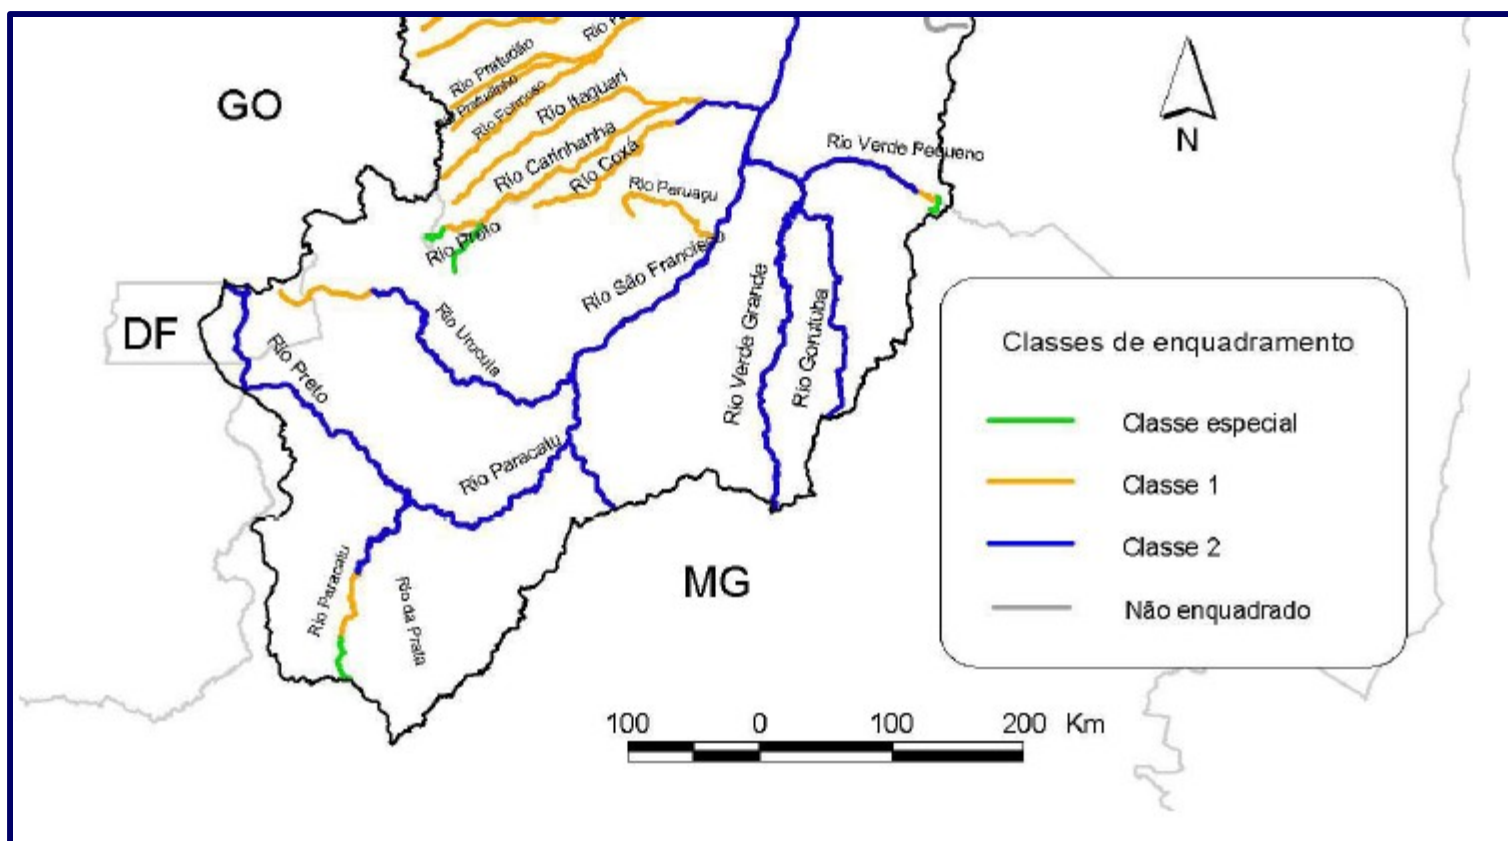 GO
Rio Pratudão
Pratudinho
Rio Formoso
Rio Itaguari
Rio Carinhanha
Rio Coxá
Rio Peruaçu
Rio Verde Pequeno
N
Rio Preto
Rio São Francisco
DF
Rio Urucuia
Rio Preto
Rio Verde Grande
Rio Gorutuba
Rio Paracatu
Rio Paracatu
Rio da Prata
MG
Classes de enquadramento
Classe especial
Classe 1
Classe 2
Não enquadrado
100 0 100 200 Km